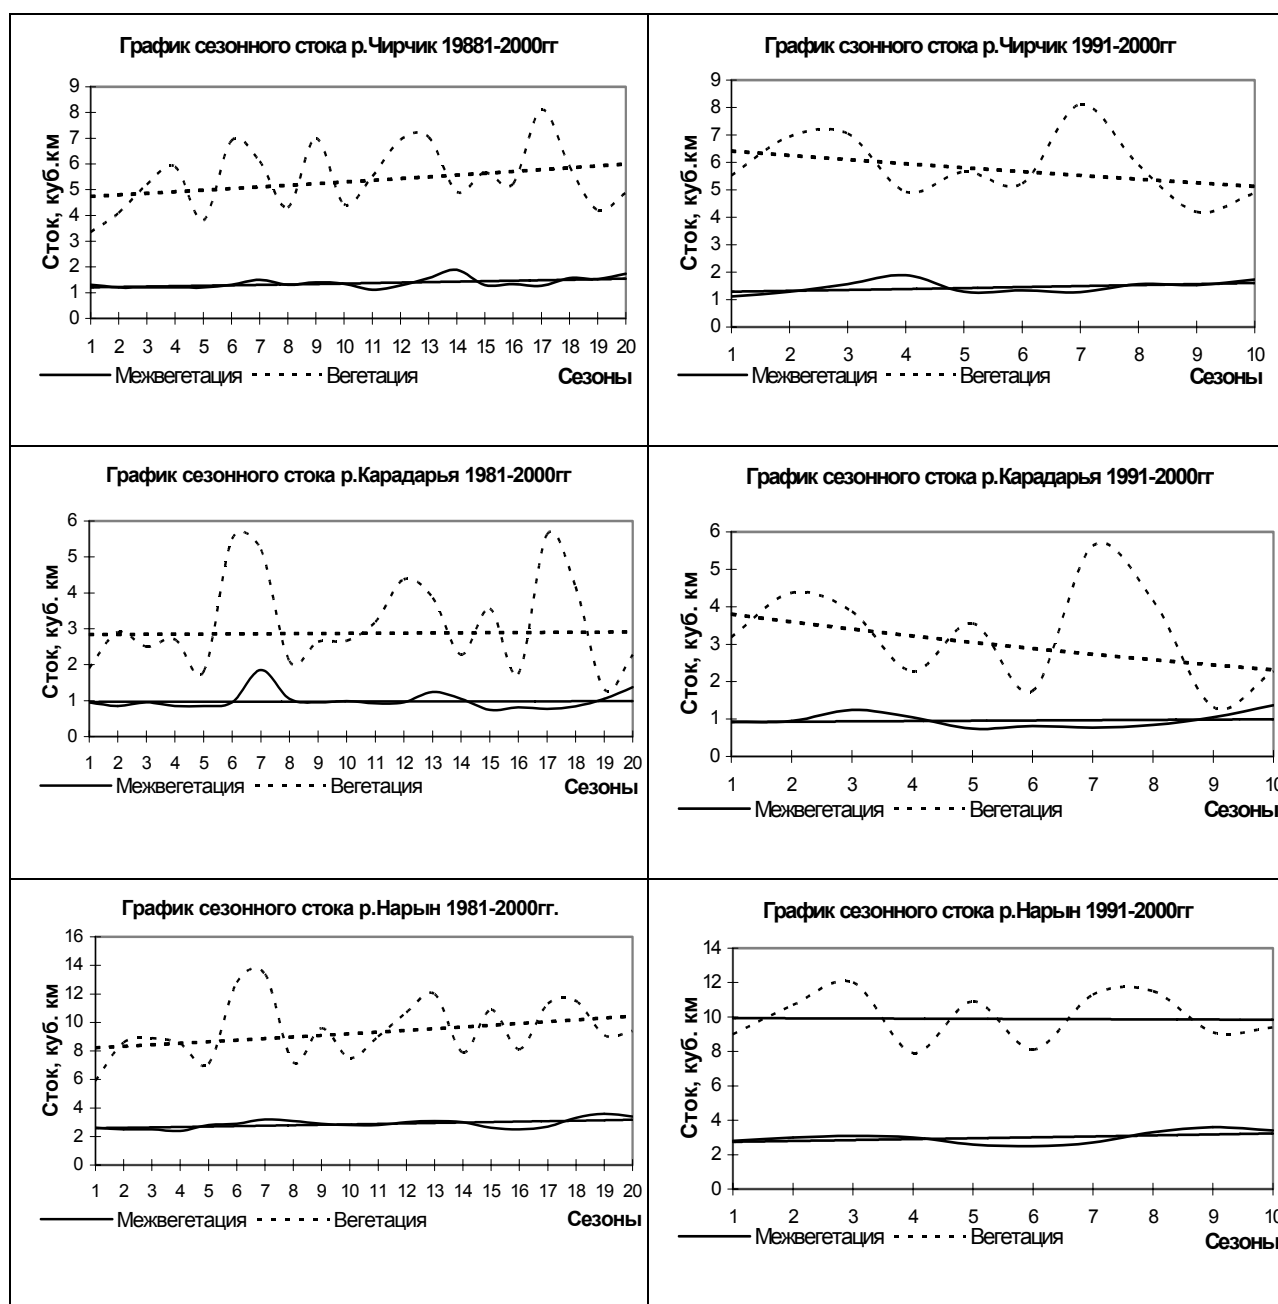 График сезонного стока р.Чирчик 19881-2000гг
Сток, куб.км
9
8
7
6
5
4
3
2
1
0
1 2 3 4 5 6 7 8 9 10 11 12 13 14 15 16 17 18 19 20
Межвегетация Вегетация Сезоны
График сзонного стока р.Чирчик 1991-2000гг
Сток, куб.км
9
8
7
6
5
4
3
2
1
0
1 2 3 4 5 6 7 8 9 10
Межвегетация Вегетация Сезоны
График сезонного стока р.Карадарья 1981-2000гг
Сток, куб. км
6
5
4
3
2
1
0
1 2 3 4 5 6 7 8 9 10 11 12 13 14 15 16 17 18 19 20
Межвегетация Вегетация Сезоны
График сезонного стока р.Карадарья 1991-2000гг
Сток, куб. км
6
5
4
3
2
1
0
1 2 3 4 5 6 7 8 9 10
Межвегетация Вегетация Сезоны
График сезонного стока р.Нарын 1981-2000гг.
Сток, куб. км
16
14
12
10
8
6
4
2
0
1 2 3 4 5 6 7 8 9 10 11 12 13 14 15 16 17 18 19 20
Межвегетация Вегетация Сезоны
График сезонного стока р.Нарын 1991-2000гг
Сток, куб. км
14
12
10
8
6
4
2
0
1 2 3 4 5 6 7 8 9 10
Межвегетация Вегетация Сезоны